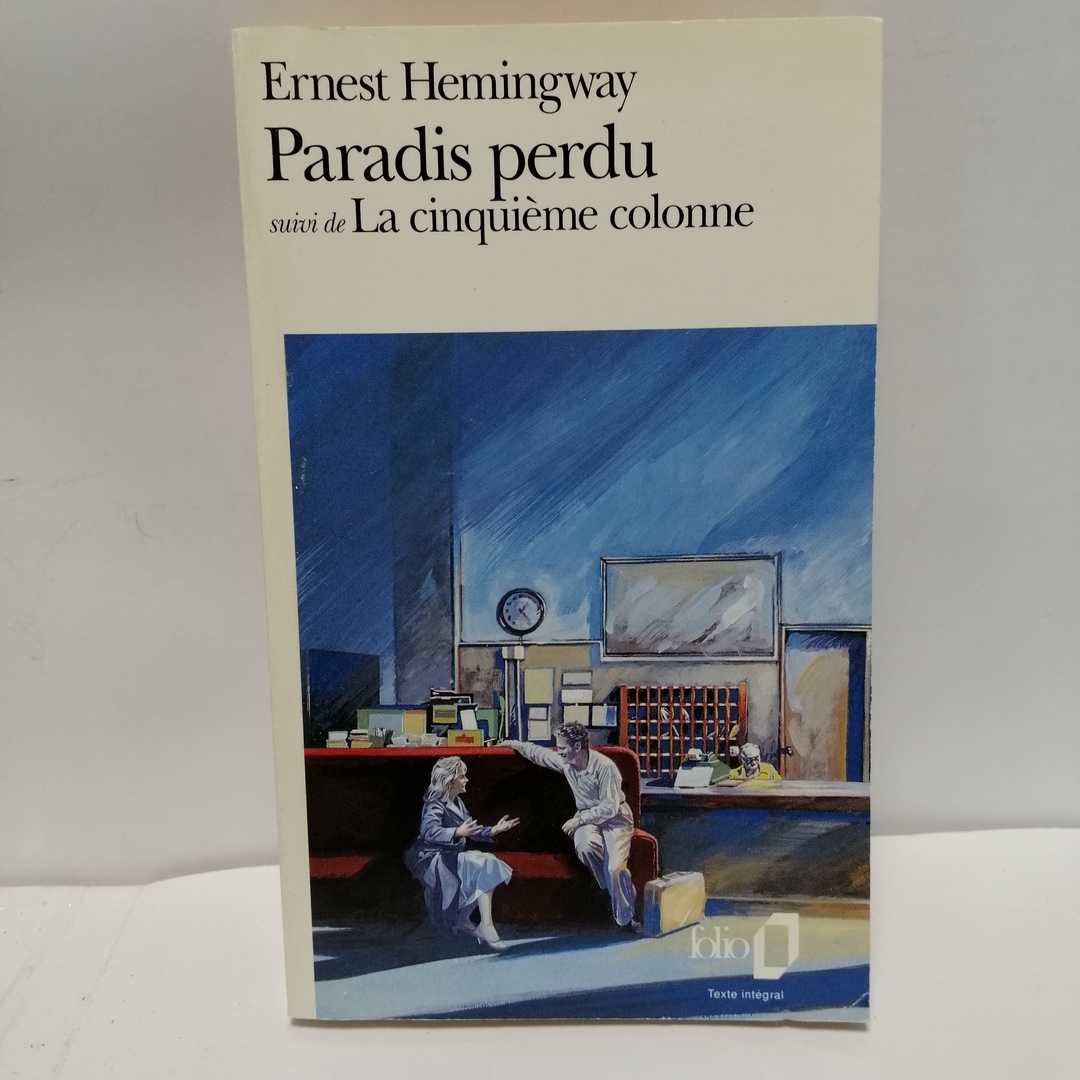 Ernest Hemingway
Paradis perdu
suivi de La cinquième colonne
folio
Texte intégral